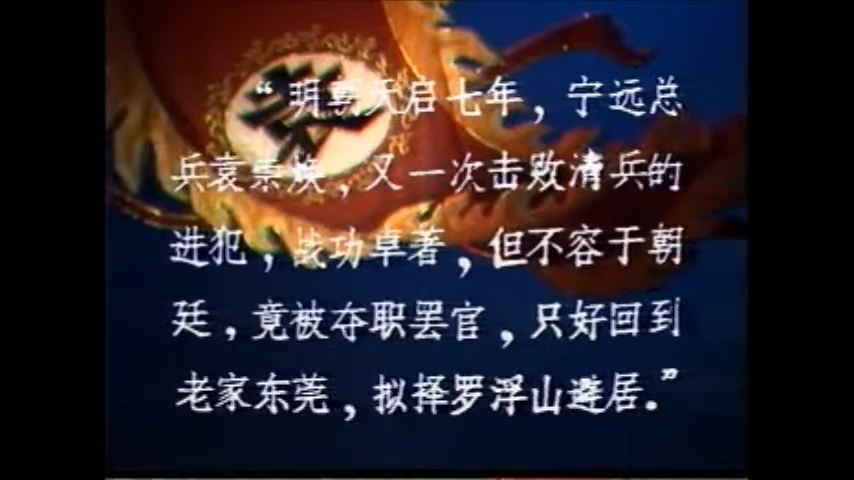 “明朝天启七年，宁远总
兵袁崇焕，又一次击败清兵的
进犯，战功卓著，但不容于朝
廷，竟被夺职罢官，只好回到
老家东莞，拟择罗浮山避居。”